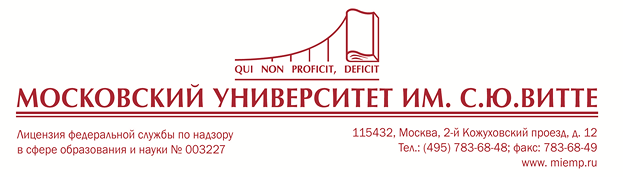 QUI NON PROFICIT, DEFICIT
МОСКОВСКИЙ УНИВЕРСИТЕТ ИМ. С.Ю.ВИТТЕ
Лицензия федеральной службы по надзору
в сфере образования и науки № 003227
115432, Москва, 2-й Кожуховский проезд, д. 12
Тел.: (495) 783-68-48; факс: 783-68-49
www. miemp.ru